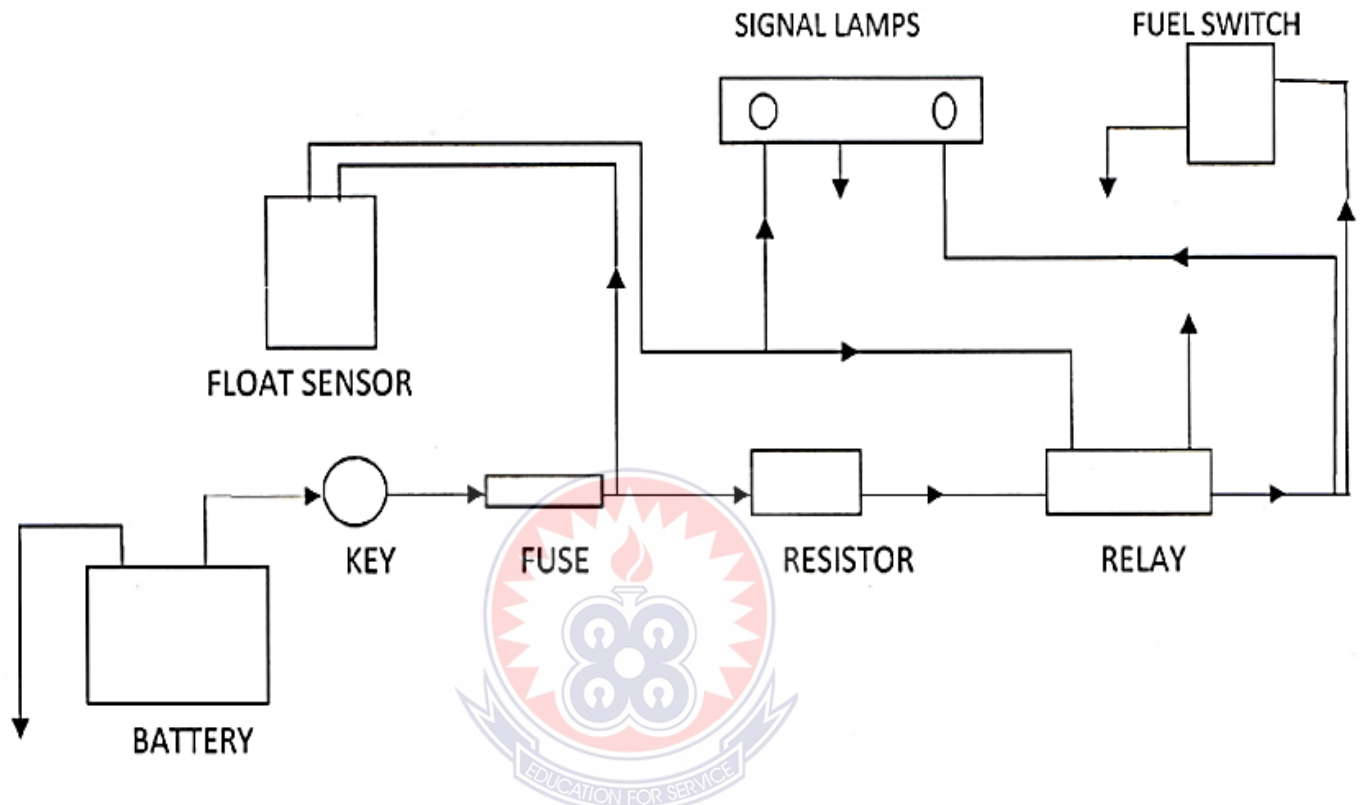 SIGNAL LAMPS
FUEL SWITCH
FLOAT SENSOR
KEY
FUSE
RESISTOR
RELAY
BATTERY
EDUCATION FOR SERVICE